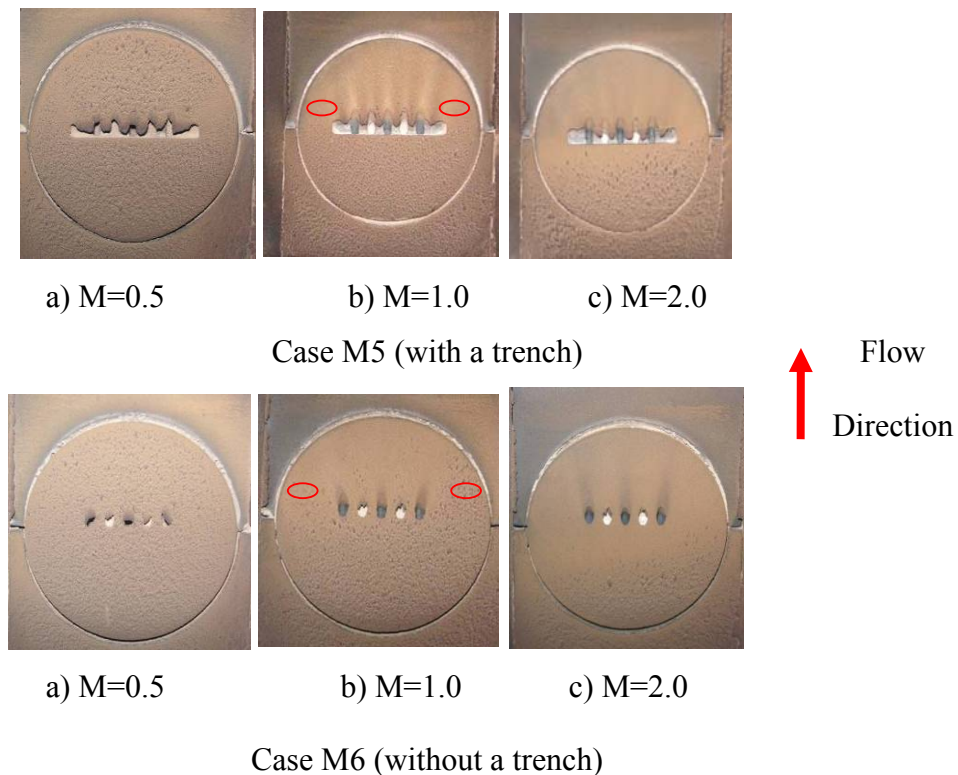 a) M=0.5
b) M=1.0
c) M=2.0
Case M5 (with a trench)
Flow
Direction
a) M=0.5
b) M=1.0
c) M=2.0
Case M6 (without a trench)